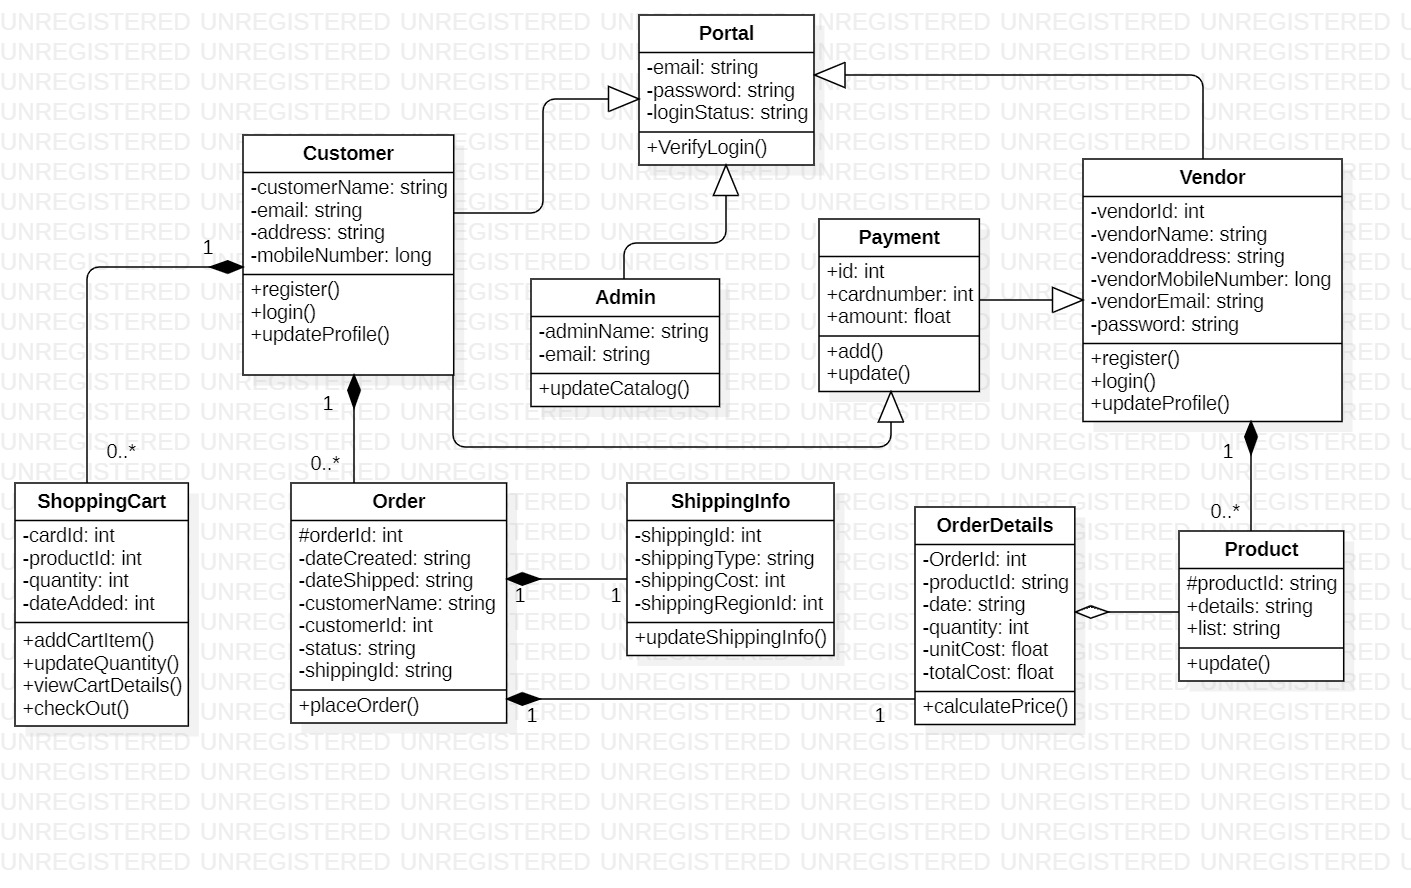 Portal
-email: string
-password: string
-loginStatus: string
+VerifyLogin()
Customer
-customerName: string
-email: string
-address: string
-mobileNumber: long
+register()
+login()
+updateProfile()
Vendor
-vendorId: int
-vendorName: string
-vendoraddress: string
-vendorMobileNumber: long
-vendorEmail: string
-password: string
+register()
+login()
+updateProfile()
Payment
+id: int
+cardnumber: int
+amount: float
+add()
+update()
Admin
-adminName: string
-email: string
+updateCatalog()
1
0..*
1
0..*
1
0..*
ShoppingCart
-cardId: int
-productId: int
-quantity: int
-dateAdded: int
+addCartItem()
+updateQuantity()
+viewCartDetails()
+checkOut()
Order
#orderId: int
-dateCreated: string
-dateShipped: string
-customerName: string
-customerId: int
-status: string
-shippingId: string
+placeOrder()
1
1
1
1
ShippingInfo
-shippingId: int
-shippingType: string
-shippingCost: int
-shippingRegionId: int
+updateShippingInfo()
OrderDetails
-OrderId: int
-productId: string
-date: string
-quantity: int
-unitCost: float
-totalCost: float
+calculatePrice()
Product
#productId: string
+details: string
+list: string
+update()
UNREGISTERED UNREGISTERED UNREGISTERED UNREGISTERED UNREGISTERED UNREGISTERED UNREGISTERED